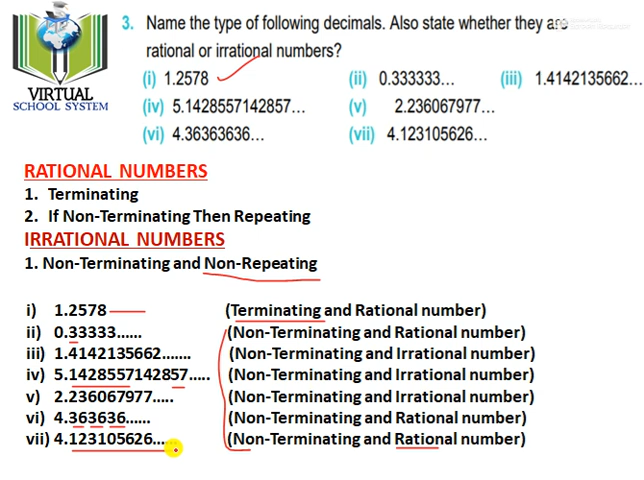 3. Name the type of following decimals. Also state whether they are
rational or irrational numbers?
(i) 1.2578 (ii) 0.333333... (iii) 1.4142135662...
(iv) 5.1428557142857... (v) 2.236067977...
(vi) 4.36363636... (vii) 4.123105626...
VIRTUAL
SCHOOL SYSTEM
RATIONAL NUMBERS
1. Terminating
2. If Non-Terminating Then Repeating
IRRATIONAL NUMBERS
1. Non-Terminating and Non-Repeating
i) 1.2578 (Terminating and Rational number)
ii) 0.33333...... (Non-Terminating and Rational number)
iii) 1.4142135662....... (Non-Terminating and Irrational number)
iv) 5.1428557142857..... (Non-Terminating and Irrational number)
v) 2.236067977..... (Non-Terminating and Irrational number)
vi) 4.363636...... (Non-Terminating and Rational number)
vii) 4.123105626..... (Non-Terminating and Rational number)